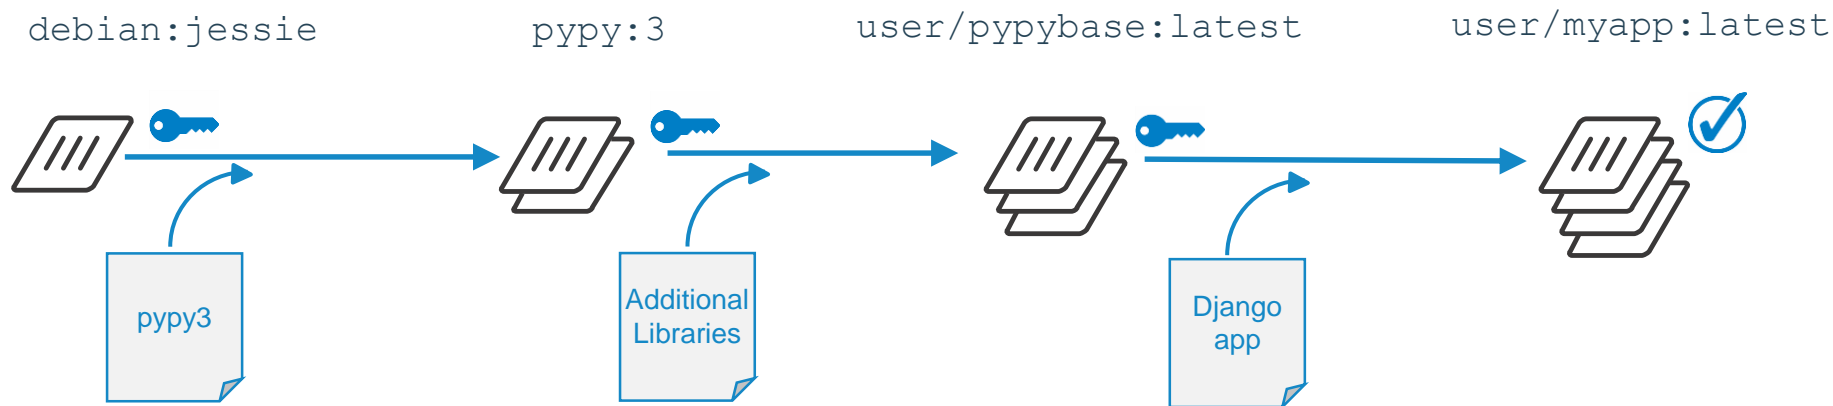 debian:jessie
pypy:3
user/pypybase:latest
user/myapp:latest
pypy3
Additional
Libraries
Django
app